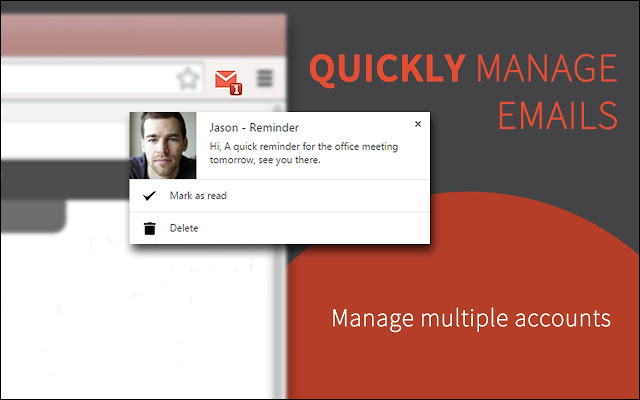 QUICKLY MANAGE
EMAILS
1
Jason - Reminder
Hi, A quick reminder for the office meeting
tomorrow, see you there.
Mark as read
Delete
Manage multiple accounts